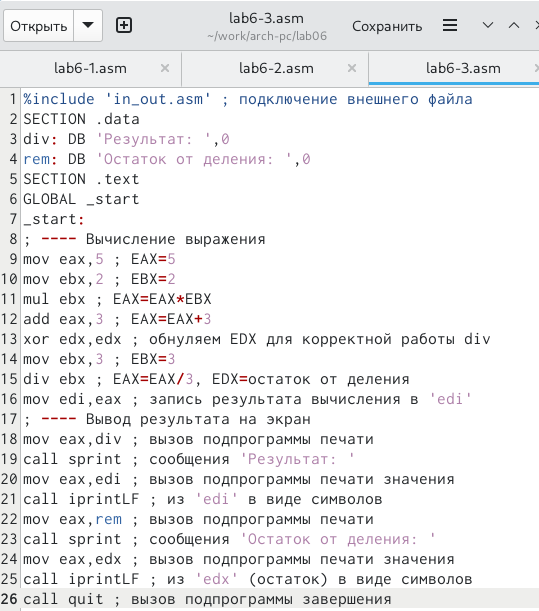 Открыть
lab6-3.asm
~/work/arch-pc/lab06
Сохранить
lab6-1.asm
lab6-2.asm
lab6-3.asm
1 %include 'in_out.asm' ; подключение внешнего файла
2 SECTION .data
3 div: DB 'Результат: ',0
4 rem: DB 'Остаток от деления: ',0
5 SECTION .text
6 GLOBAL _start
7 _start:
8 ; ---- Вычисление выражения
9 mov eax,5 ; EAX=5
10 mov ebx,2 ; EBX=2
11 mul ebx ; EAX=EAX*EBX
12 add eax,3 ; EAX=EAX+3
13 xor edx,edx ; обнуляем EDX для корректной работы div
14 mov ebx,3 ; EBX=3
15 div ebx ; EAX=EAX/3, EDX=остаток от деления
16 mov edi,eax ; запись результата вычисления в 'edi'
17 ; ---- Вывод результата на экран
18 mov eax,div ; вызов подпрограммы печати
19 call sprint ; сообщения 'Результат: '
20 mov eax,edi ; вызов подпрограммы печати значения
21 call iprintLF ; из 'edi' в виде символов
22 mov eax,rem ; вызов подпрограммы печати
23 call sprint ; сообщения 'Остаток от деления: '
24 mov eax,edx ; вызов подпрограммы печати значения
25 call iprintLF ; из 'edx' (остаток) в виде символов
26 call quit ; вызов подпрограммы завершения